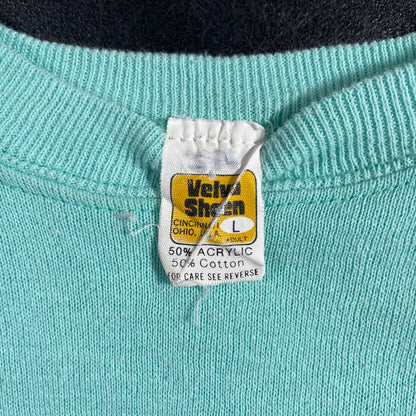 Velva
Sheen
CINCINNATI
OHIO, U.S.A.
L
ADULT
50% ACRYLIC
50% Cotton
FOR CARE SEE REVERSE